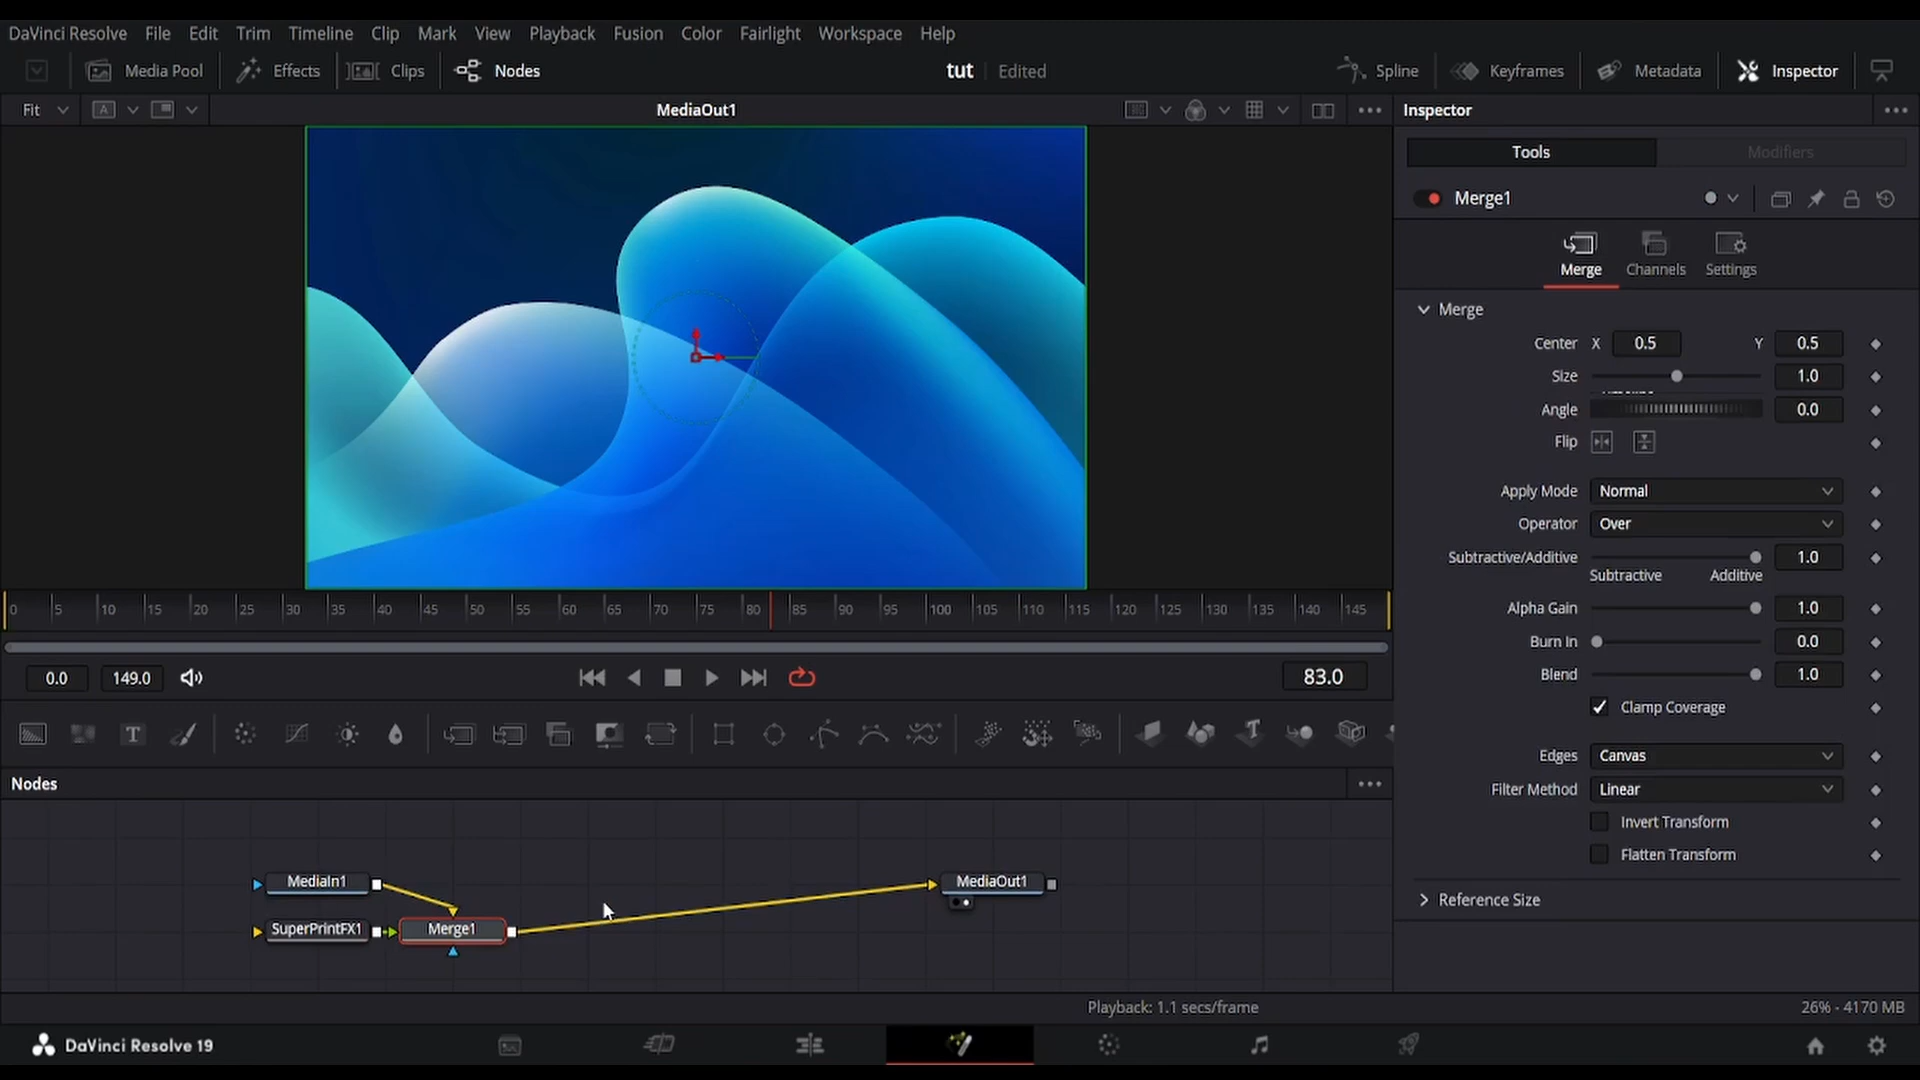 DaVinci Resolve File Edit Trim Timeline Clip Mark View Playback Fusion Color Fairlight Workspace Help
Media Pool Effects Clips Nodes tut Edited Spline Keyframes Metadata Inspector
Fit A MediaOut1 Inspector
Tools Modifiers
Merge1
Merge Channels Settings
Merge
Center X 0.5 Y 0.5
Size 1.0
Angle 0.0
Flip
Apply Mode Normal
Operator Over
Subtractive/Additive 1.0
Subtractive Additive
Alpha Gain 1.0
Burn In 0.0
Blend 1.0
Clamp Coverage
Edges Canvas
Filter Method Linear
Invert Transform
Flatten Transform
Reference Size
0 5 10 15 20 25 30 35 40 45 50 55 60 65 70 75 80 85 90 95 100 105 110 115 120 125 130 135 140 145
0.0 149.0 83.0
T T
Nodes
MediaIn1 MediaOut1
SuperPrintFX1 Merge1
Playback: 1.1 secs/frame 26% - 4170 MB
DaVinci Resolve 19